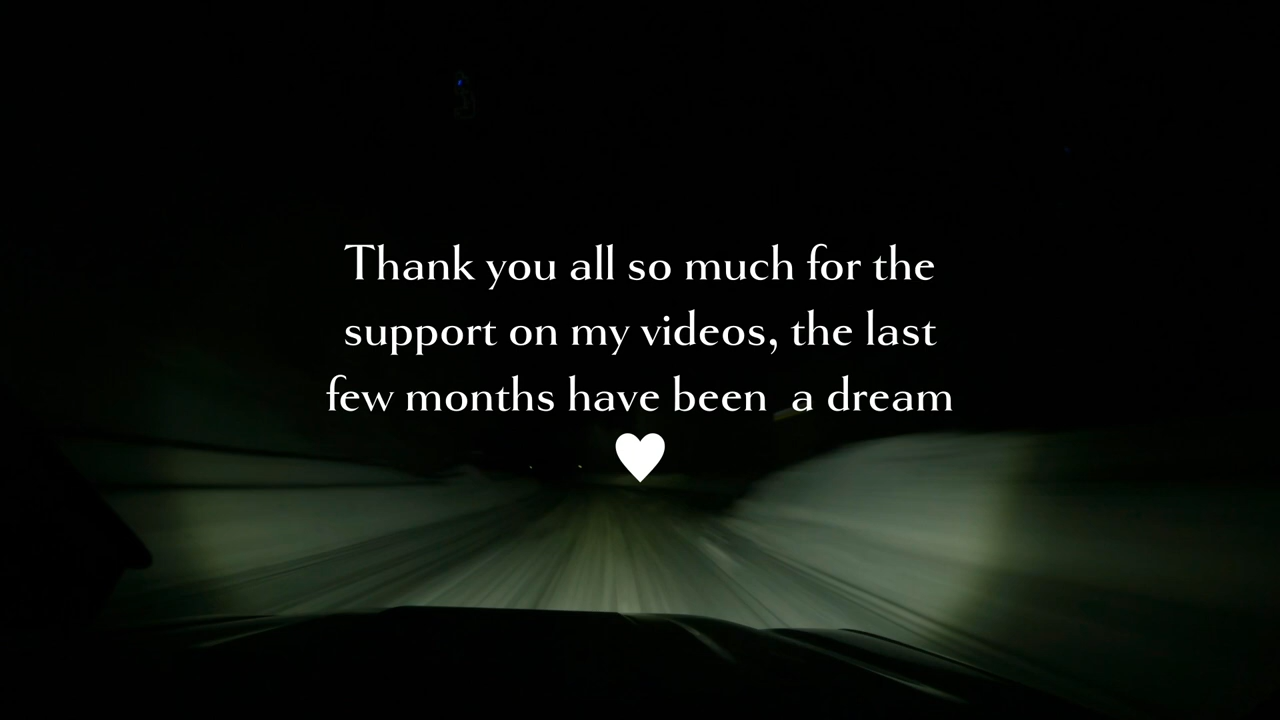 Thank you all so much for the
support on my videos, the last
few months have been  a dream
🤍